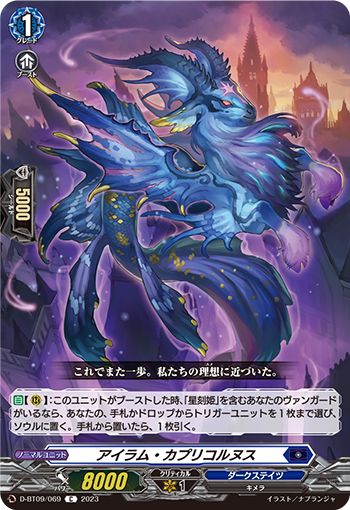 1
グレード
ブースト
5000
シールド
これでまた一歩。私たちの理想に近づいた。
【自】【(R)】:このユニットがブーストした時、「星刻姫」を含むあなたのヴァンガード
がいるなら、あなたの、手札かドロップからトリガーユニットを1枚まで選び、
ソウルに置く。手札から置いたら、1枚引く。
ノーマルユニット
アイラム・カプリコルヌス
パワー 8000
クリティカル
1
ダークステイツ
キメラ
D-BT09/069 C 2023
イラスト/ナブランジャ